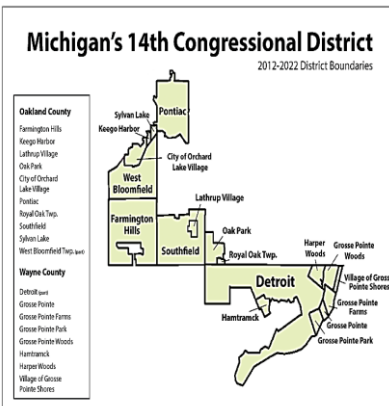 Michigan's 14th Congressional District
2012-2022 District Boundaries
Oakland County
Farmington Hills
Keego Harbor
Lathrup Village
Oak Park
City of Orchard
Lake Village
Pontiac
Royal Oak Twp.
Southfield
Sylvan Lake
West Bloomfield Twp. (part)
Wayne County
Detroit (part)
Grosse Pointe
Grosse Pointe Farms
Grosse Pointe Park
Grosse Pointe Woods
Hamtramck
Harper Woods
Village of Grosse
Pointe Shores
Pontiac
Sylvan Lake
Keego Harbor
City of Orchard
Lake Village
West
Bloomfield
Lathrup Village
Farmington
Hills
Southfield
Oak Park
Royal Oak Twp.
Harper
Woods
Grosse Pointe
Woods
Village of Gross
Pointe Shores
Detroit
Grosse Pointe
Farms
Hamtramck
Grosse Pointe
Grosse Pointe Park